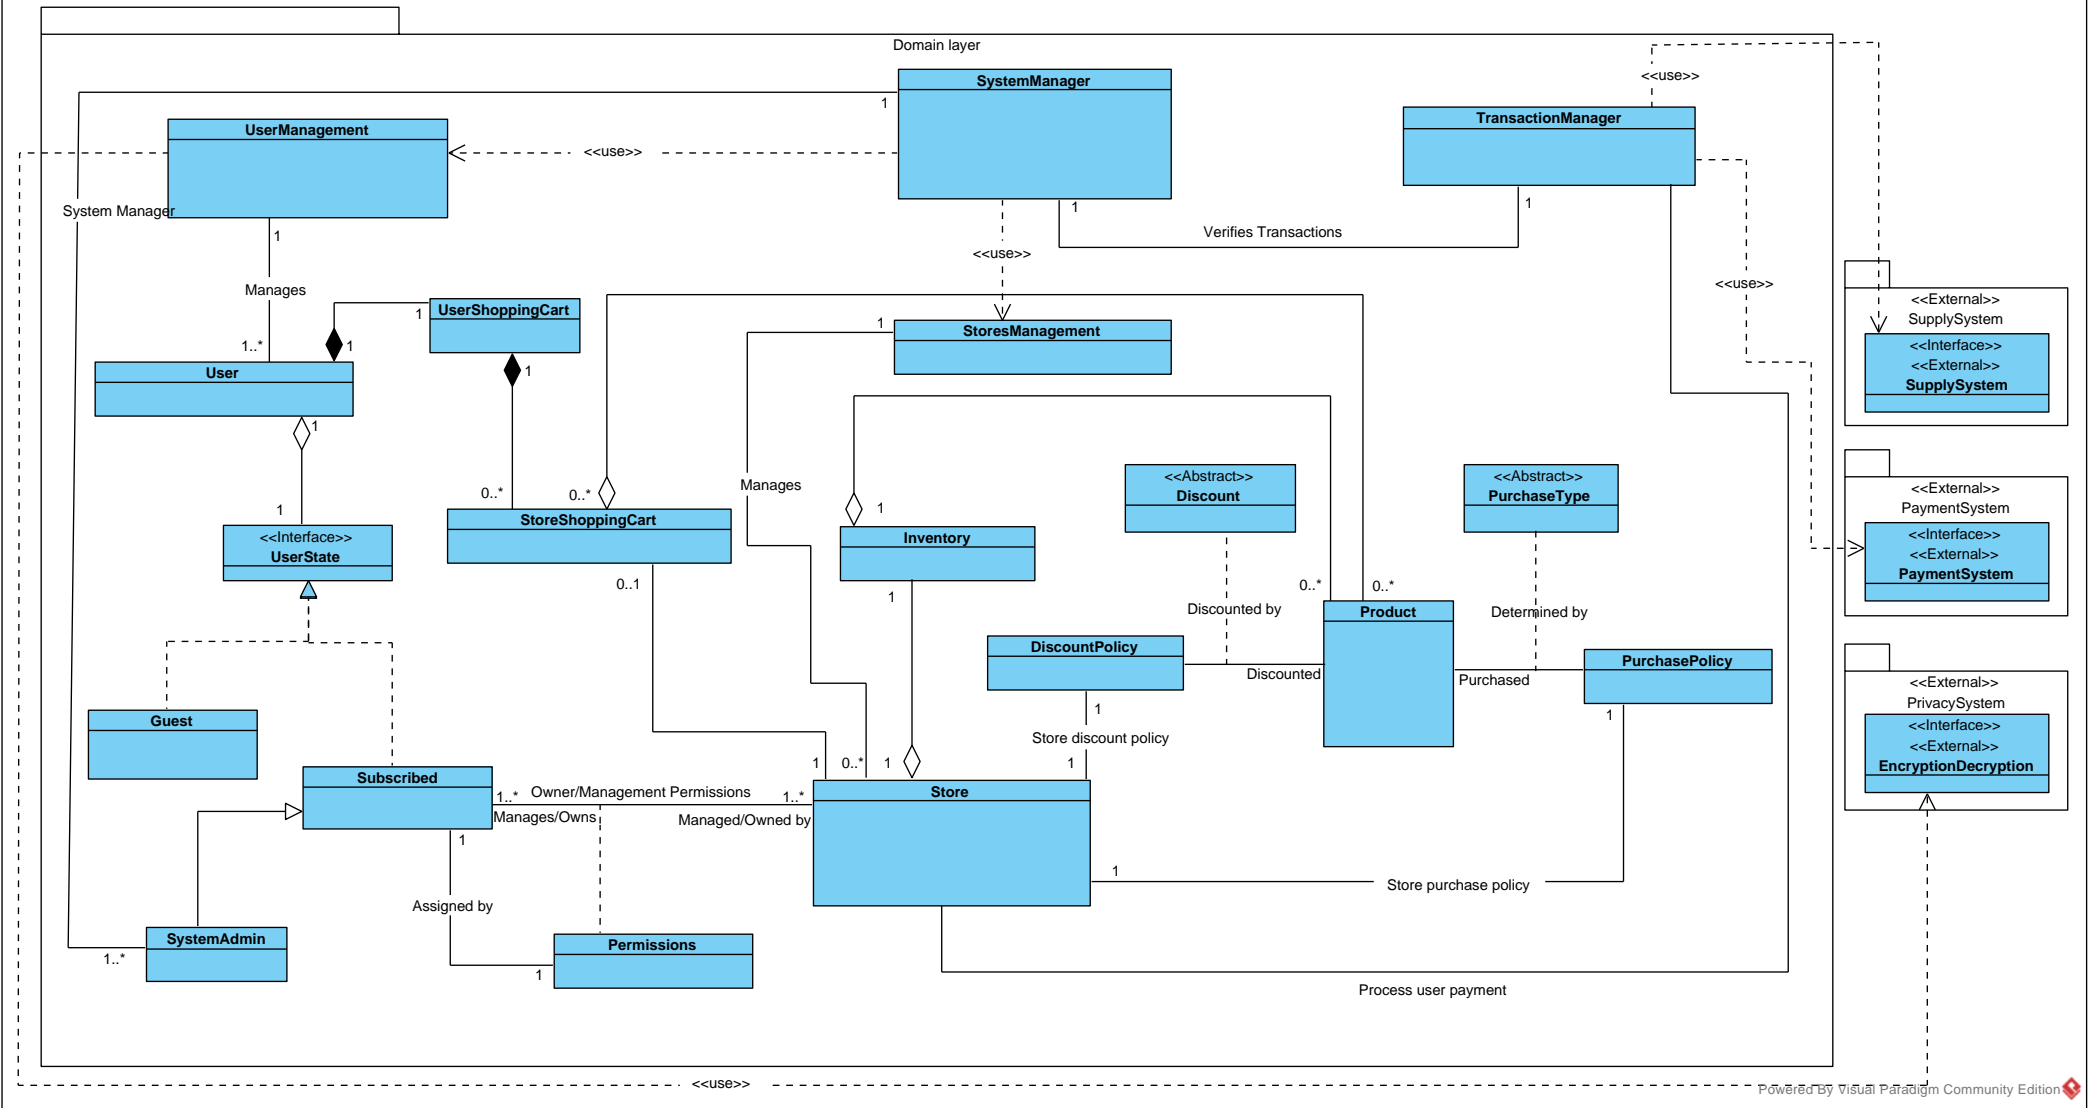 Domain layer
SystemManager
1
<<use>>
UserManagement
TransactionManager
<<use>>
System Manager
1
1
1
Verifies Transactions
<<use>>
<<use>>
Manages
1..*
UserShoppingCart
1
1
1
StoresManagement
1
<<External>>
SupplySystem
<<Interface>>
<<External>>
SupplySystem
User
1
1
Manages
0..*
0..*
StoreShoppingCart
0..1
1
Inventory
1
<<Abstract>>
Discount
<<Abstract>>
PurchaseType
<<External>>
PaymentSystem
<<Interface>>
<<External>>
PaymentSystem
<<Interface>>
UserState
0..*
0..*
Discounted by
Product
Determined by
DiscountPolicy
Discounted
Purchased
PurchasePolicy
1
1
Store discount policy
1
<<External>>
PrivacySystem
<<Interface>>
<<External>>
EncryptionDecryption
Guest
Subscribed
1
0..*
1
Store
1..*
Owner/Management Permissions
1..*
Manages/Owns
Managed/Owned by
1
Assigned by
1
Store purchase policy
SystemAdmin
1..*
Permissions
1
Process user payment
<<use>>
Powered By Visual Paradigm Community Edition